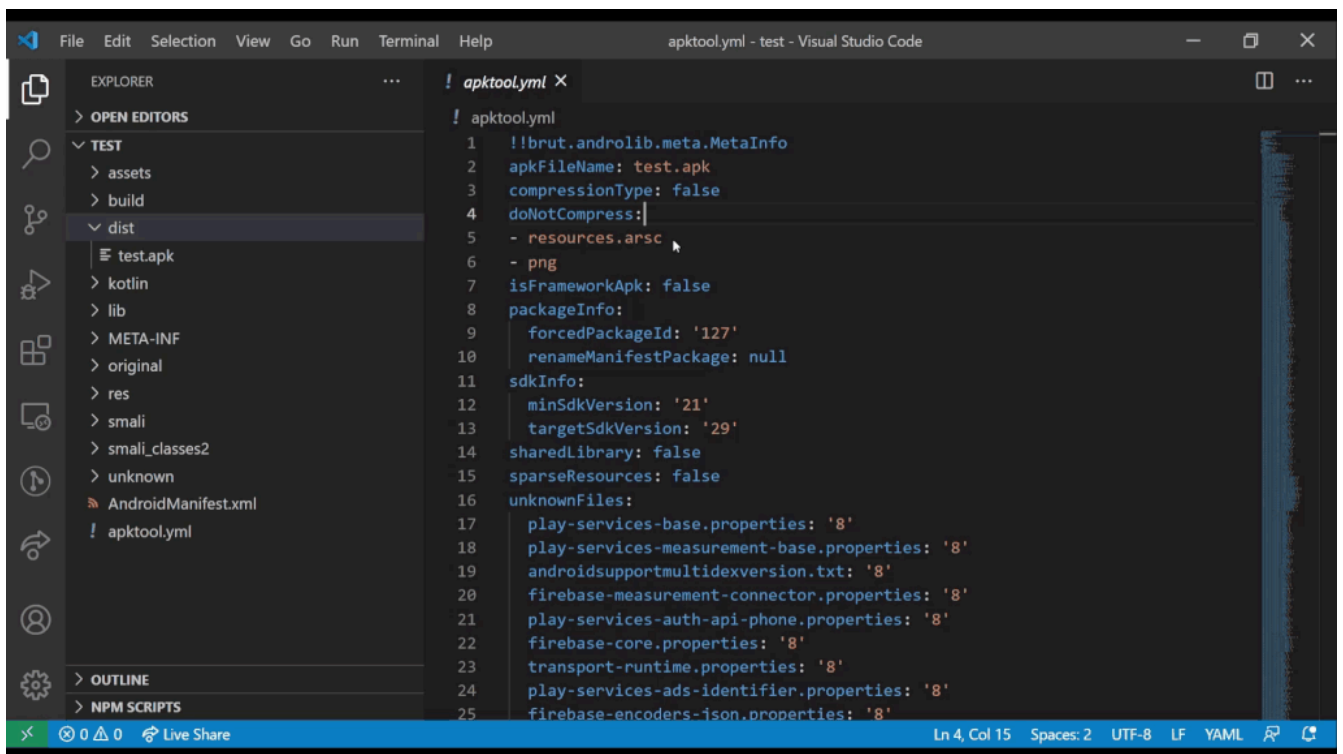 File Edit Selection View Go Run Terminal Help apktool.yml - test - Visual Studio Code
EXPLORER
OPEN EDITORS
TEST
assets
build
dist
test.apk
kotlin
lib
META-INF
original
res
smali
smali_classes2
unknown
AndroidManifest.xml
! apktool.yml
OUTLINE
NPM SCRIPTS
! apktool.yml
! apktool.yml
1 !!brut.androlib.meta.MetaInfo
2 apkFileName: test.apk
3 compressionType: false
4 doNotCompress:
5 - resources.arsc
6 - png
7 isFrameworkApk: false
8 packageInfo:
9 forcedPackageId: '127'
10 renameManifestPackage: null
11 sdkInfo:
12 minSdkVersion: '21'
13 targetSdkVersion: '29'
14 sharedLibrary: false
15 sparseResources: false
16 unknownFiles:
17 play-services-base.properties: '8'
18 play-services-measurement-base.properties: '8'
19 androidsupportmultidexversion.txt: '8'
20 firebase-measurement-connector.properties: '8'
21 play-services-auth-api-phone.properties: '8'
22 firebase-core.properties: '8'
23 transport-runtime.properties: '8'
24 play-services-ads-identifier.properties: '8'
25 firebase-encoders-json.properties: '8'
0 0 Live Share Ln 4, Col 15 Spaces: 2 UTF-8 LF YAML